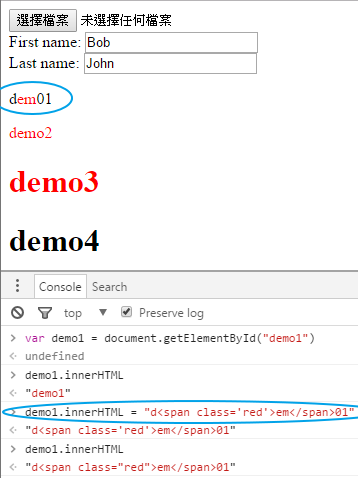 選擇檔案 未選擇任何檔案
First name: Bob
Last name: John
dem01
demo2
demo3
demo4
Console Search
top ▼ Preserve log
> var demo1 = document.getElementById("demo1")
< undefined
> demo1.innerHTML
< "demo1"
> demo1.innerHTML = "d<span class='red'>em</span>01"
< "d<span class='red'>em</span>01"
> demo1.innerHTML
< "d<span class="red">em</span>01"